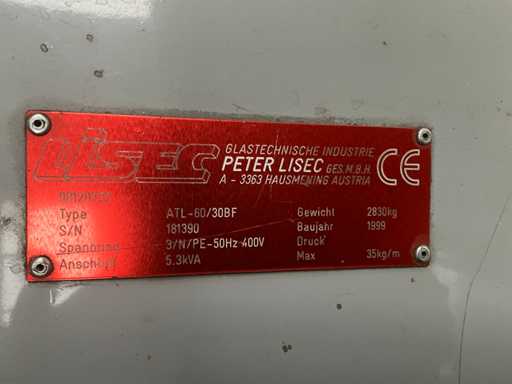 LISEC
GLASTECHNISCHE INDUSTRIE
PETER LISEC GES.M.B.H.
A - 3363 HAUSMENING AUSTRIA
CE
Type ATL-60/30BF Gewicht 2830kg
S/N 181390 Baujahr 1999
Spannung 3/N/PE-50Hz 400V Druck
Anschluß 5.3kVA Max 35kg/m